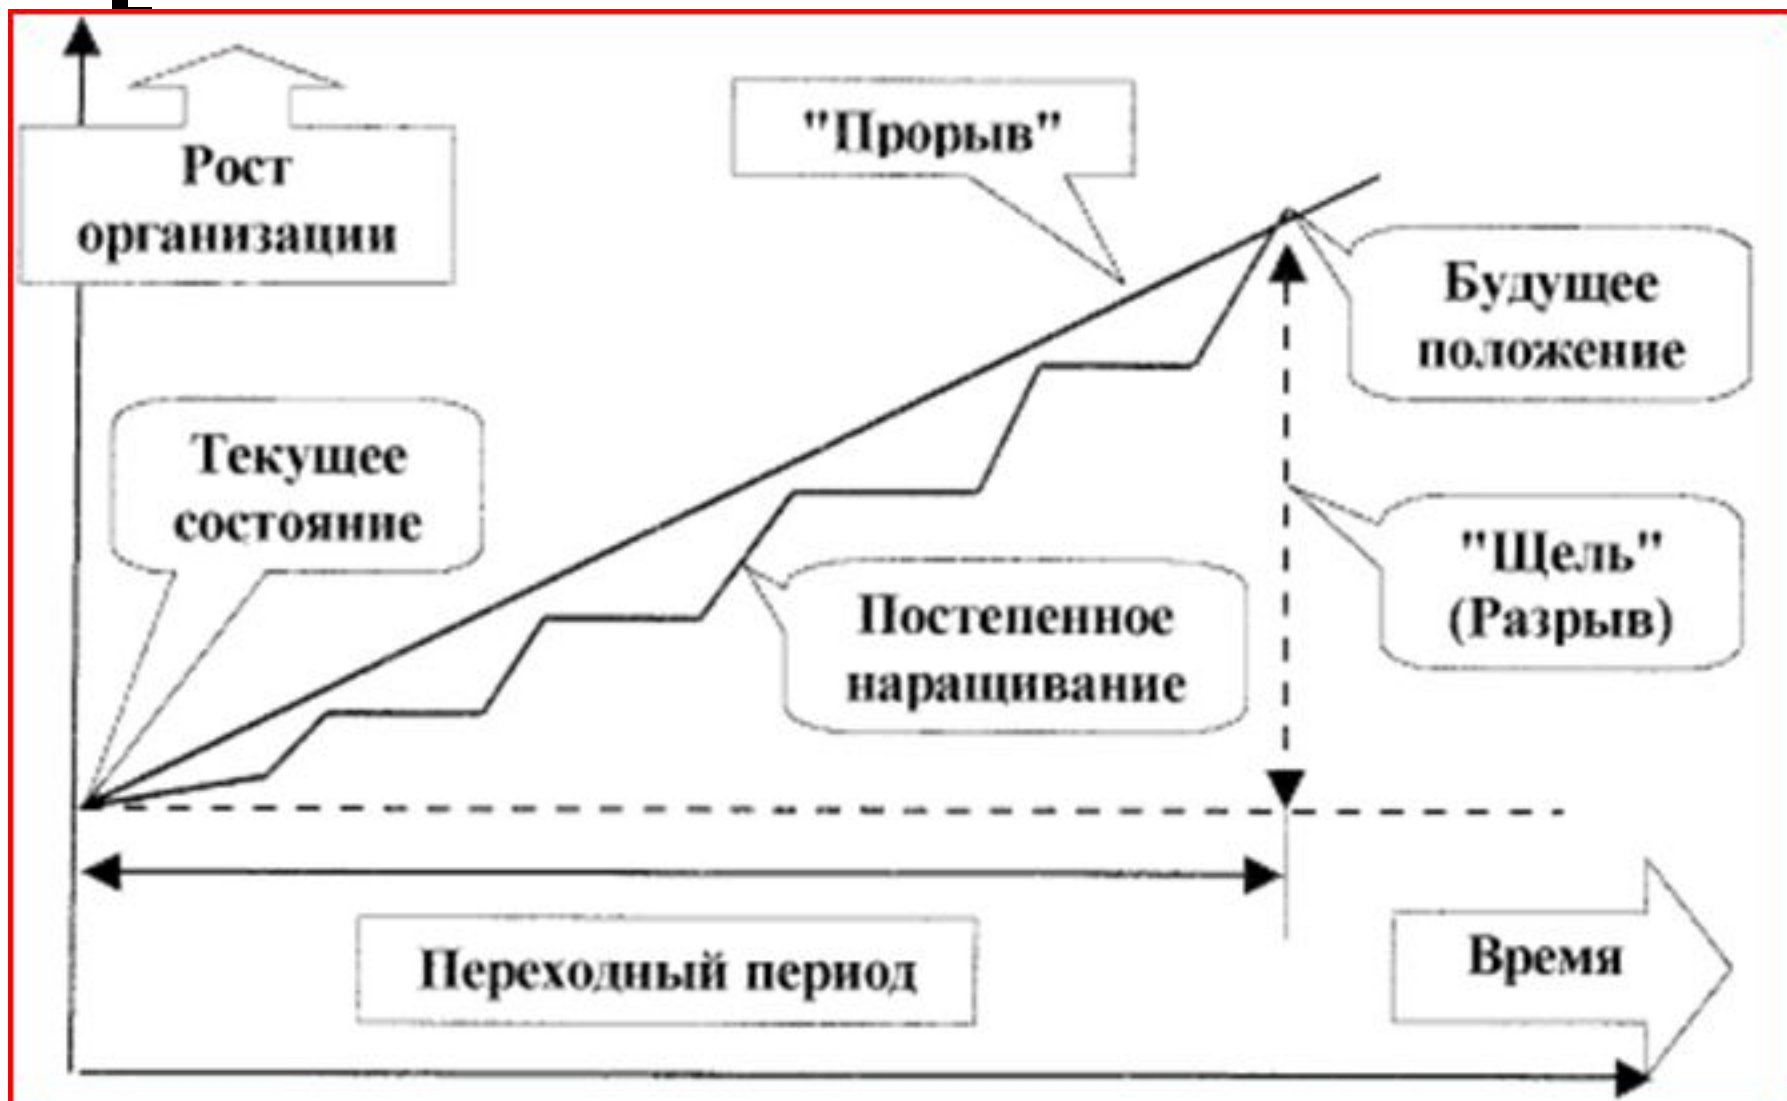 Рост
организации
"Прорыв"
Будущее
положение
Текущее
состояние
"Щель"
(Разрыв)
Постепенное
наращивание
Переходный период
Время